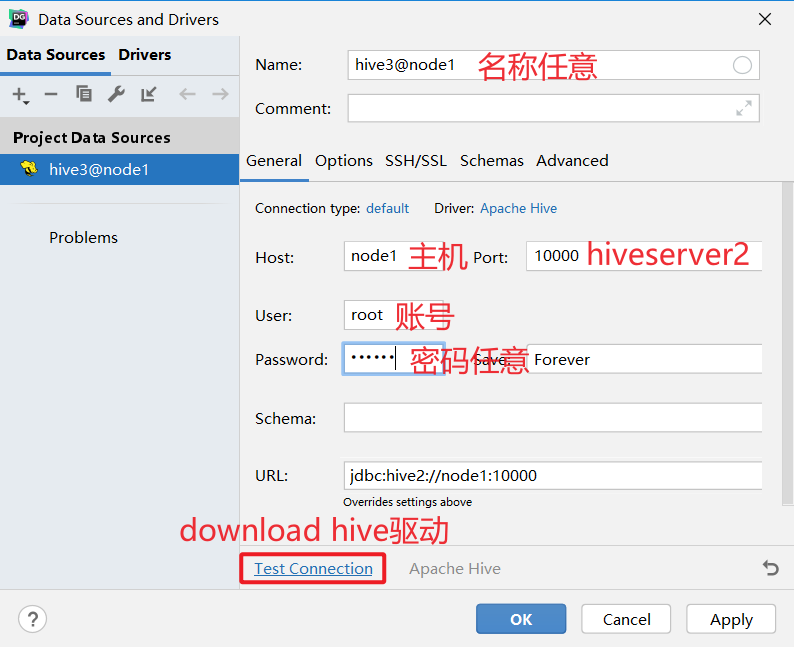 DG Data Sources and Drivers
Data Sources Drivers
Project Data Sources
hive3@node1
Problems
Name: hive3@node1 名称任意
Comment:
General Options SSH/SSL Schemas Advanced
Connection type: default Driver: Apache Hive
Host: node1 主机 Port: 10000 hiveserver2
User: root 账号
Password: •••••• 密码任意 Save: Forever
Schema:
URL: jdbc:hive2://node1:10000
Overrides settings above
download hive驱动
Test Connection Apache Hive
? OK Cancel Apply